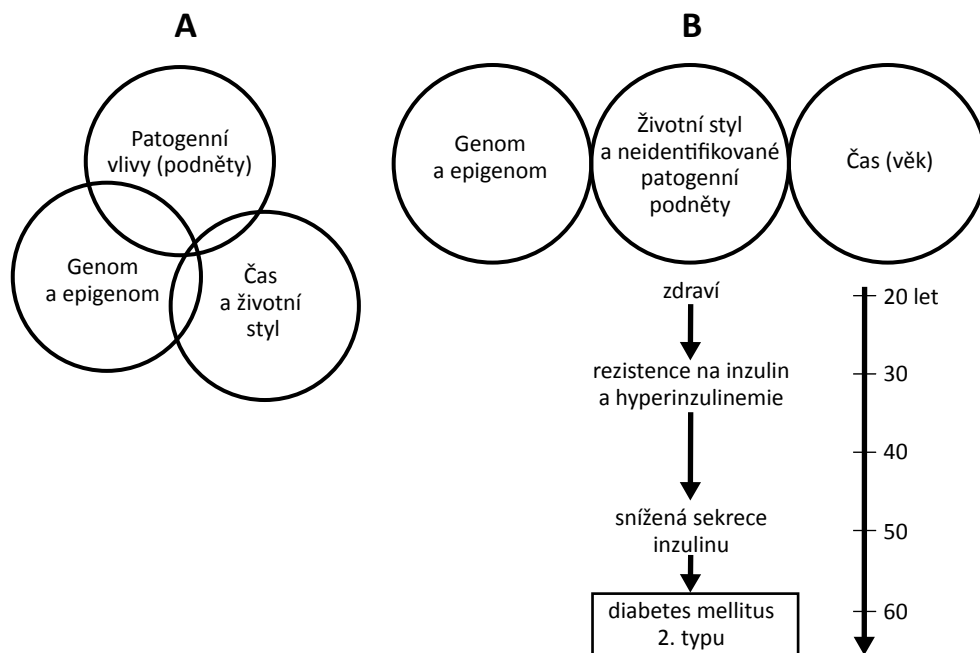 A
Patogenní
vlivy (podněty)
Genom
a epigenom
Čas
a životní
styl
B
Genom
a epigenom
Životní styl
a neidentifikované
patogenní
podněty
Čas (věk)
zdraví
rezistence na inzulin
a hyperinzulinemie
snížená sekrece
inzulinu
diabetes mellitus
2. typu
20 let
30
40
50
60